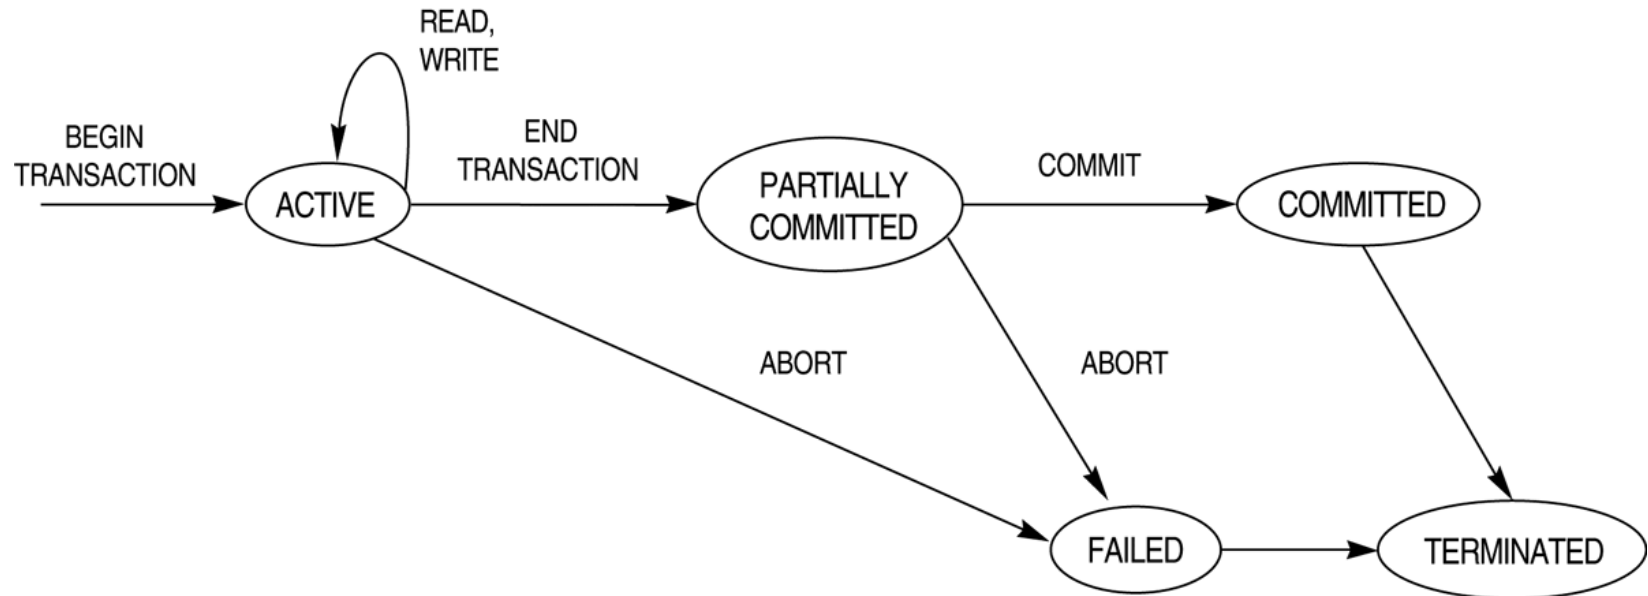 READ,
WRITE
BEGIN
TRANSACTION
END
TRANSACTION
COMMIT
ACTIVE
PARTIALLY
COMMITTED
COMMITTED
ABORT
ABORT
FAILED
TERMINATED